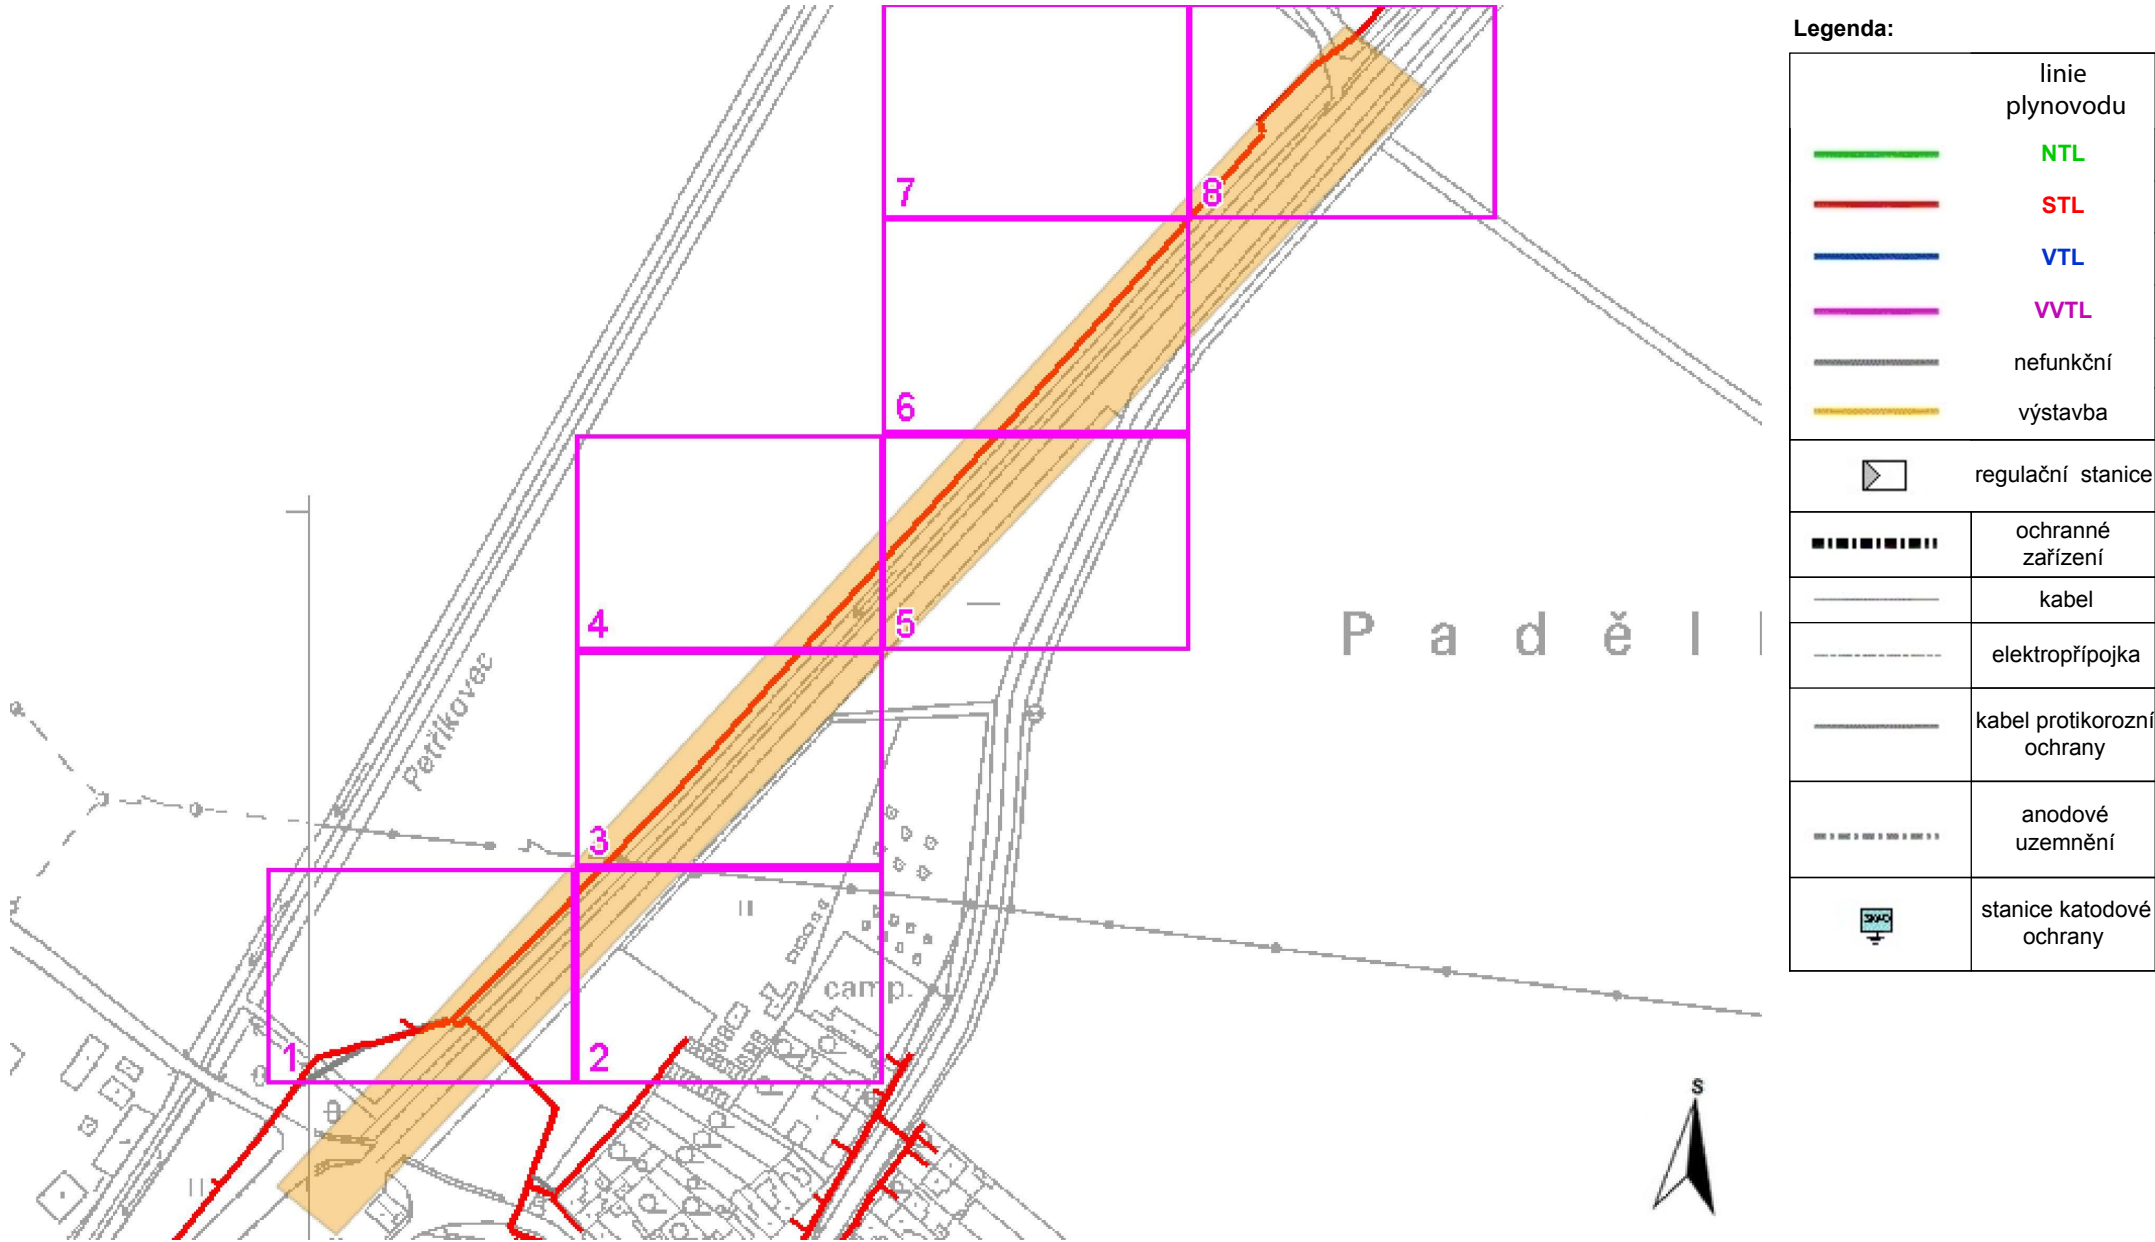 7
8
6
5
4
3
2
1
Petřikovec
P a d ě l
camp.
S
Legenda:
linie
plynovodu
NTL
STL
VTL
VVTL
nefunkční
výstavba
regulační stanice
ochranné
zařízení
kabel
elektropřípojka
kabel protikorozní
ochrany
anodové
uzemnění
stanice katodové
ochrany